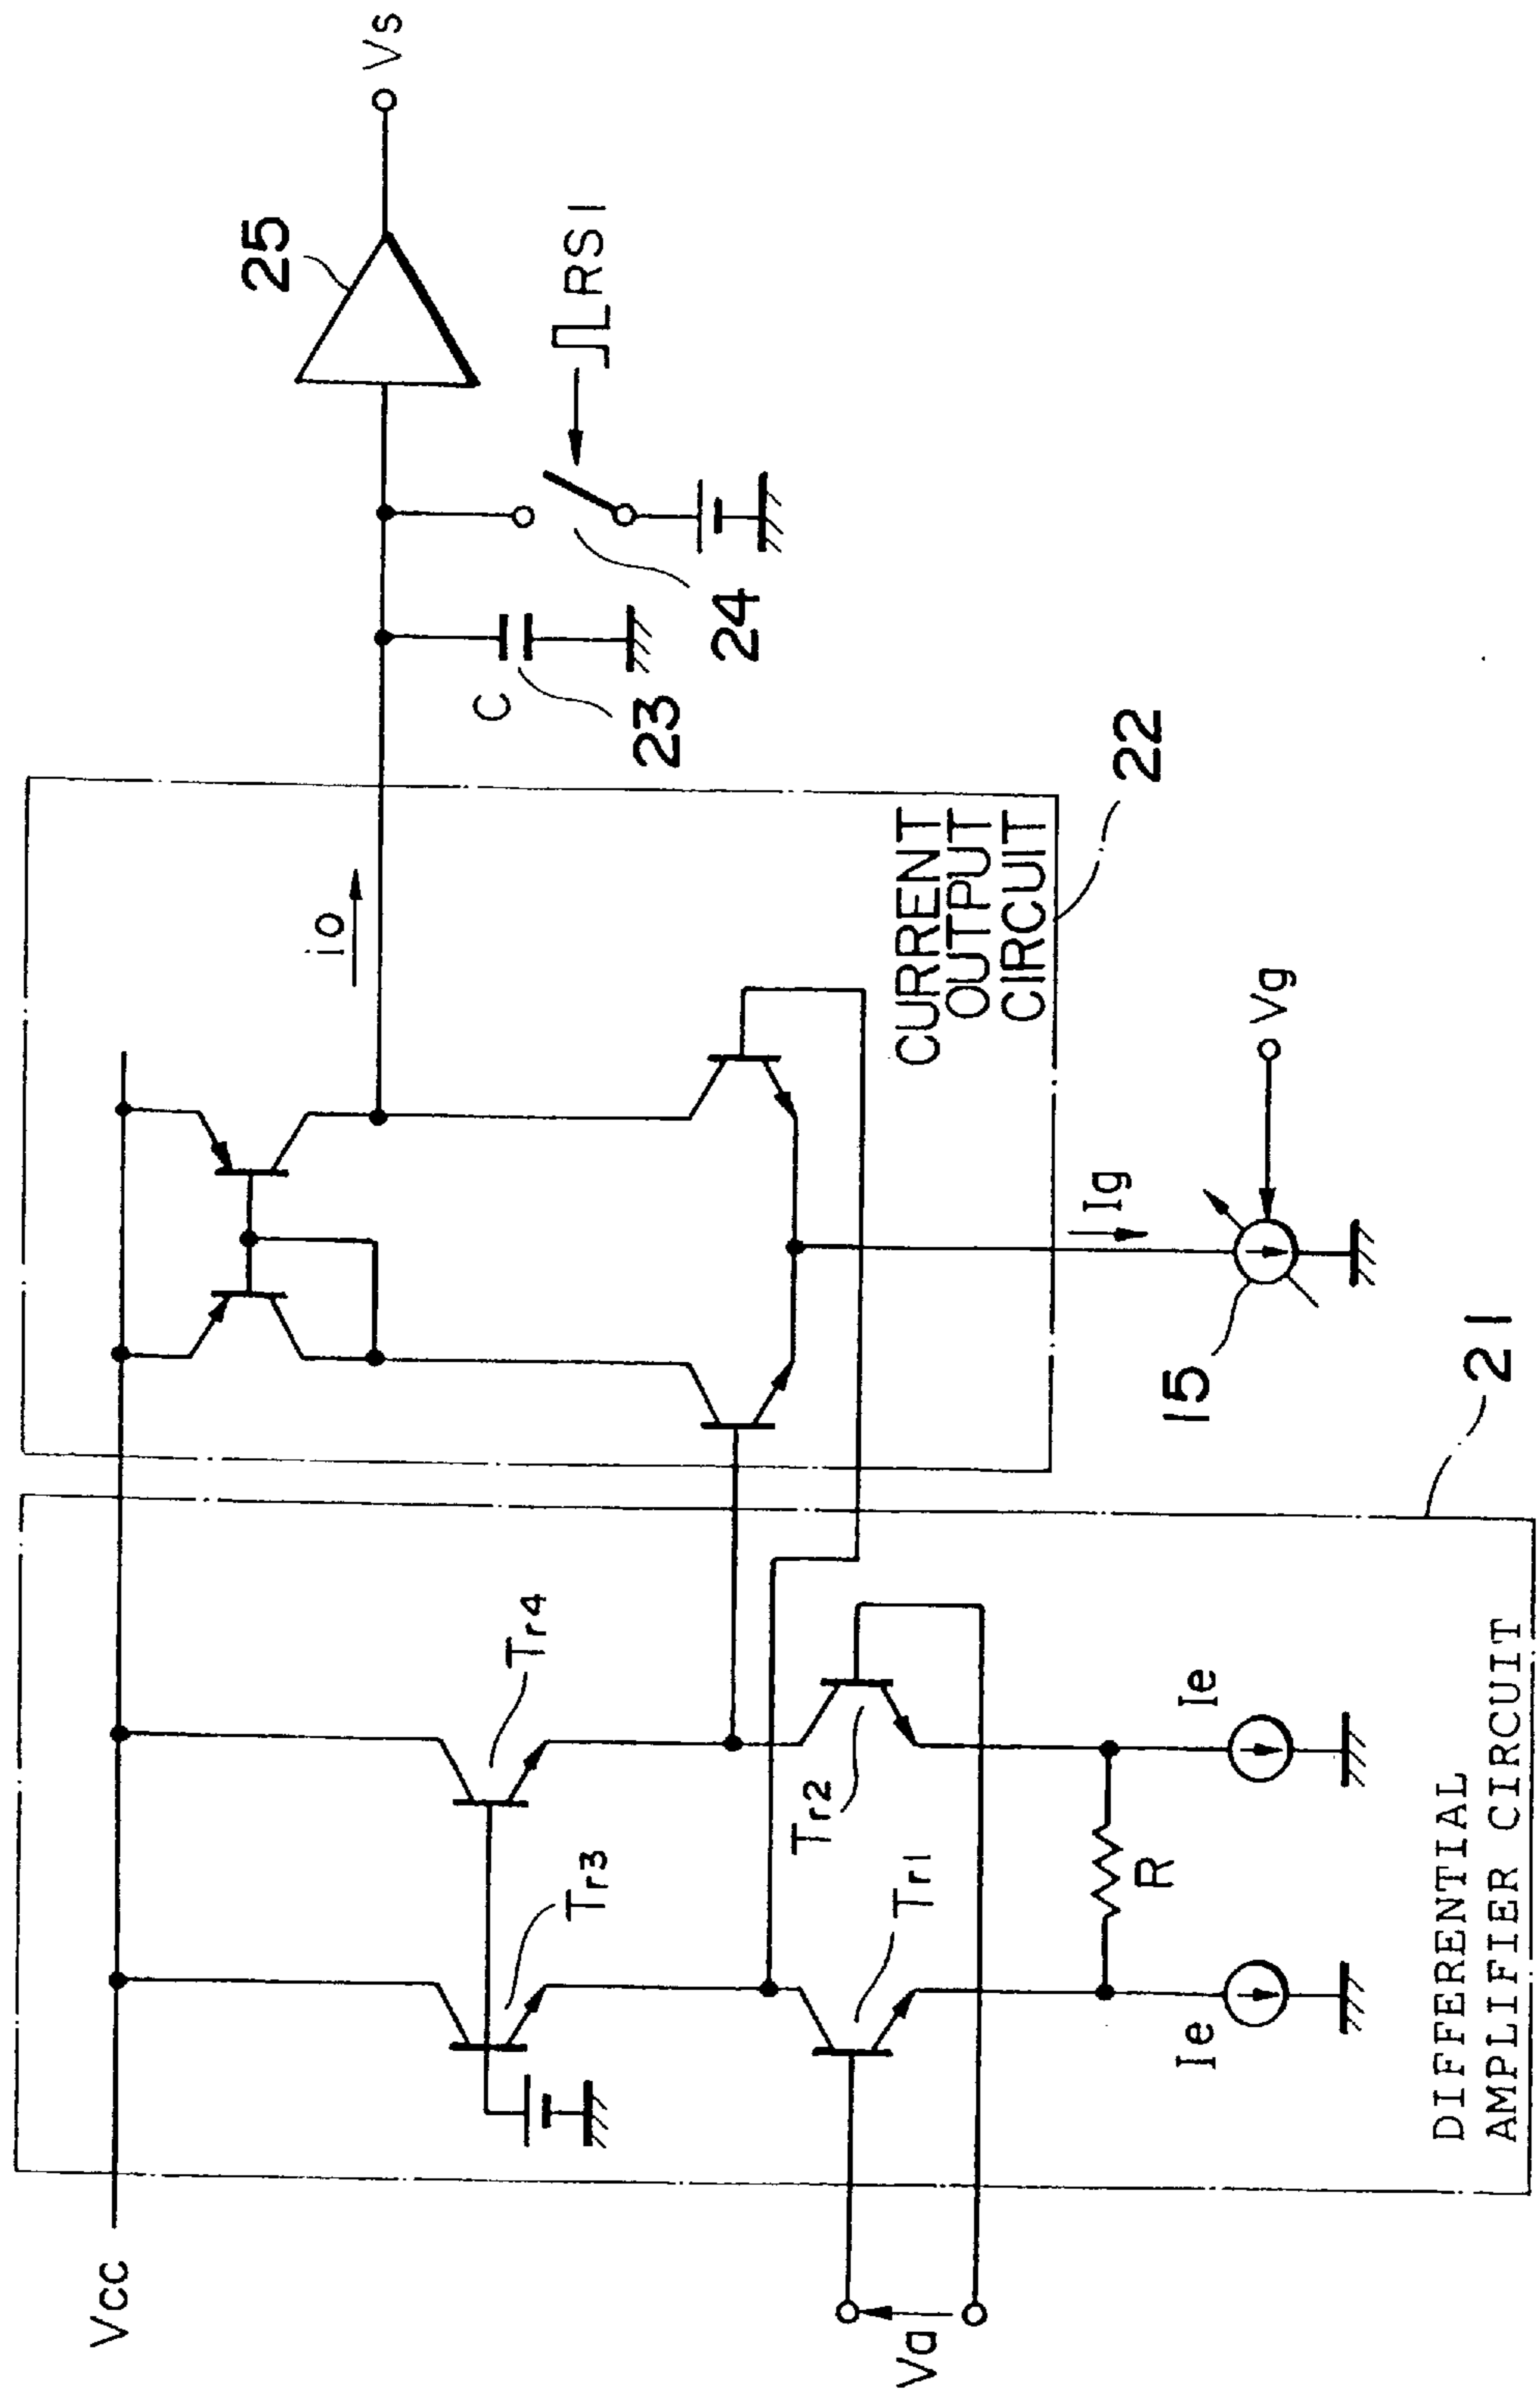 Vcc
Va
Tr3
Tr4
Tr1
Tr2
R
Ie
Ie
DIFFERENTIAL
AMPLIFIER CIRCUIT
21
io
CURRENT
OUTPUT
CIRCUIT
22
Ig
Vg
15
C
23
24
RS1
25
Vs